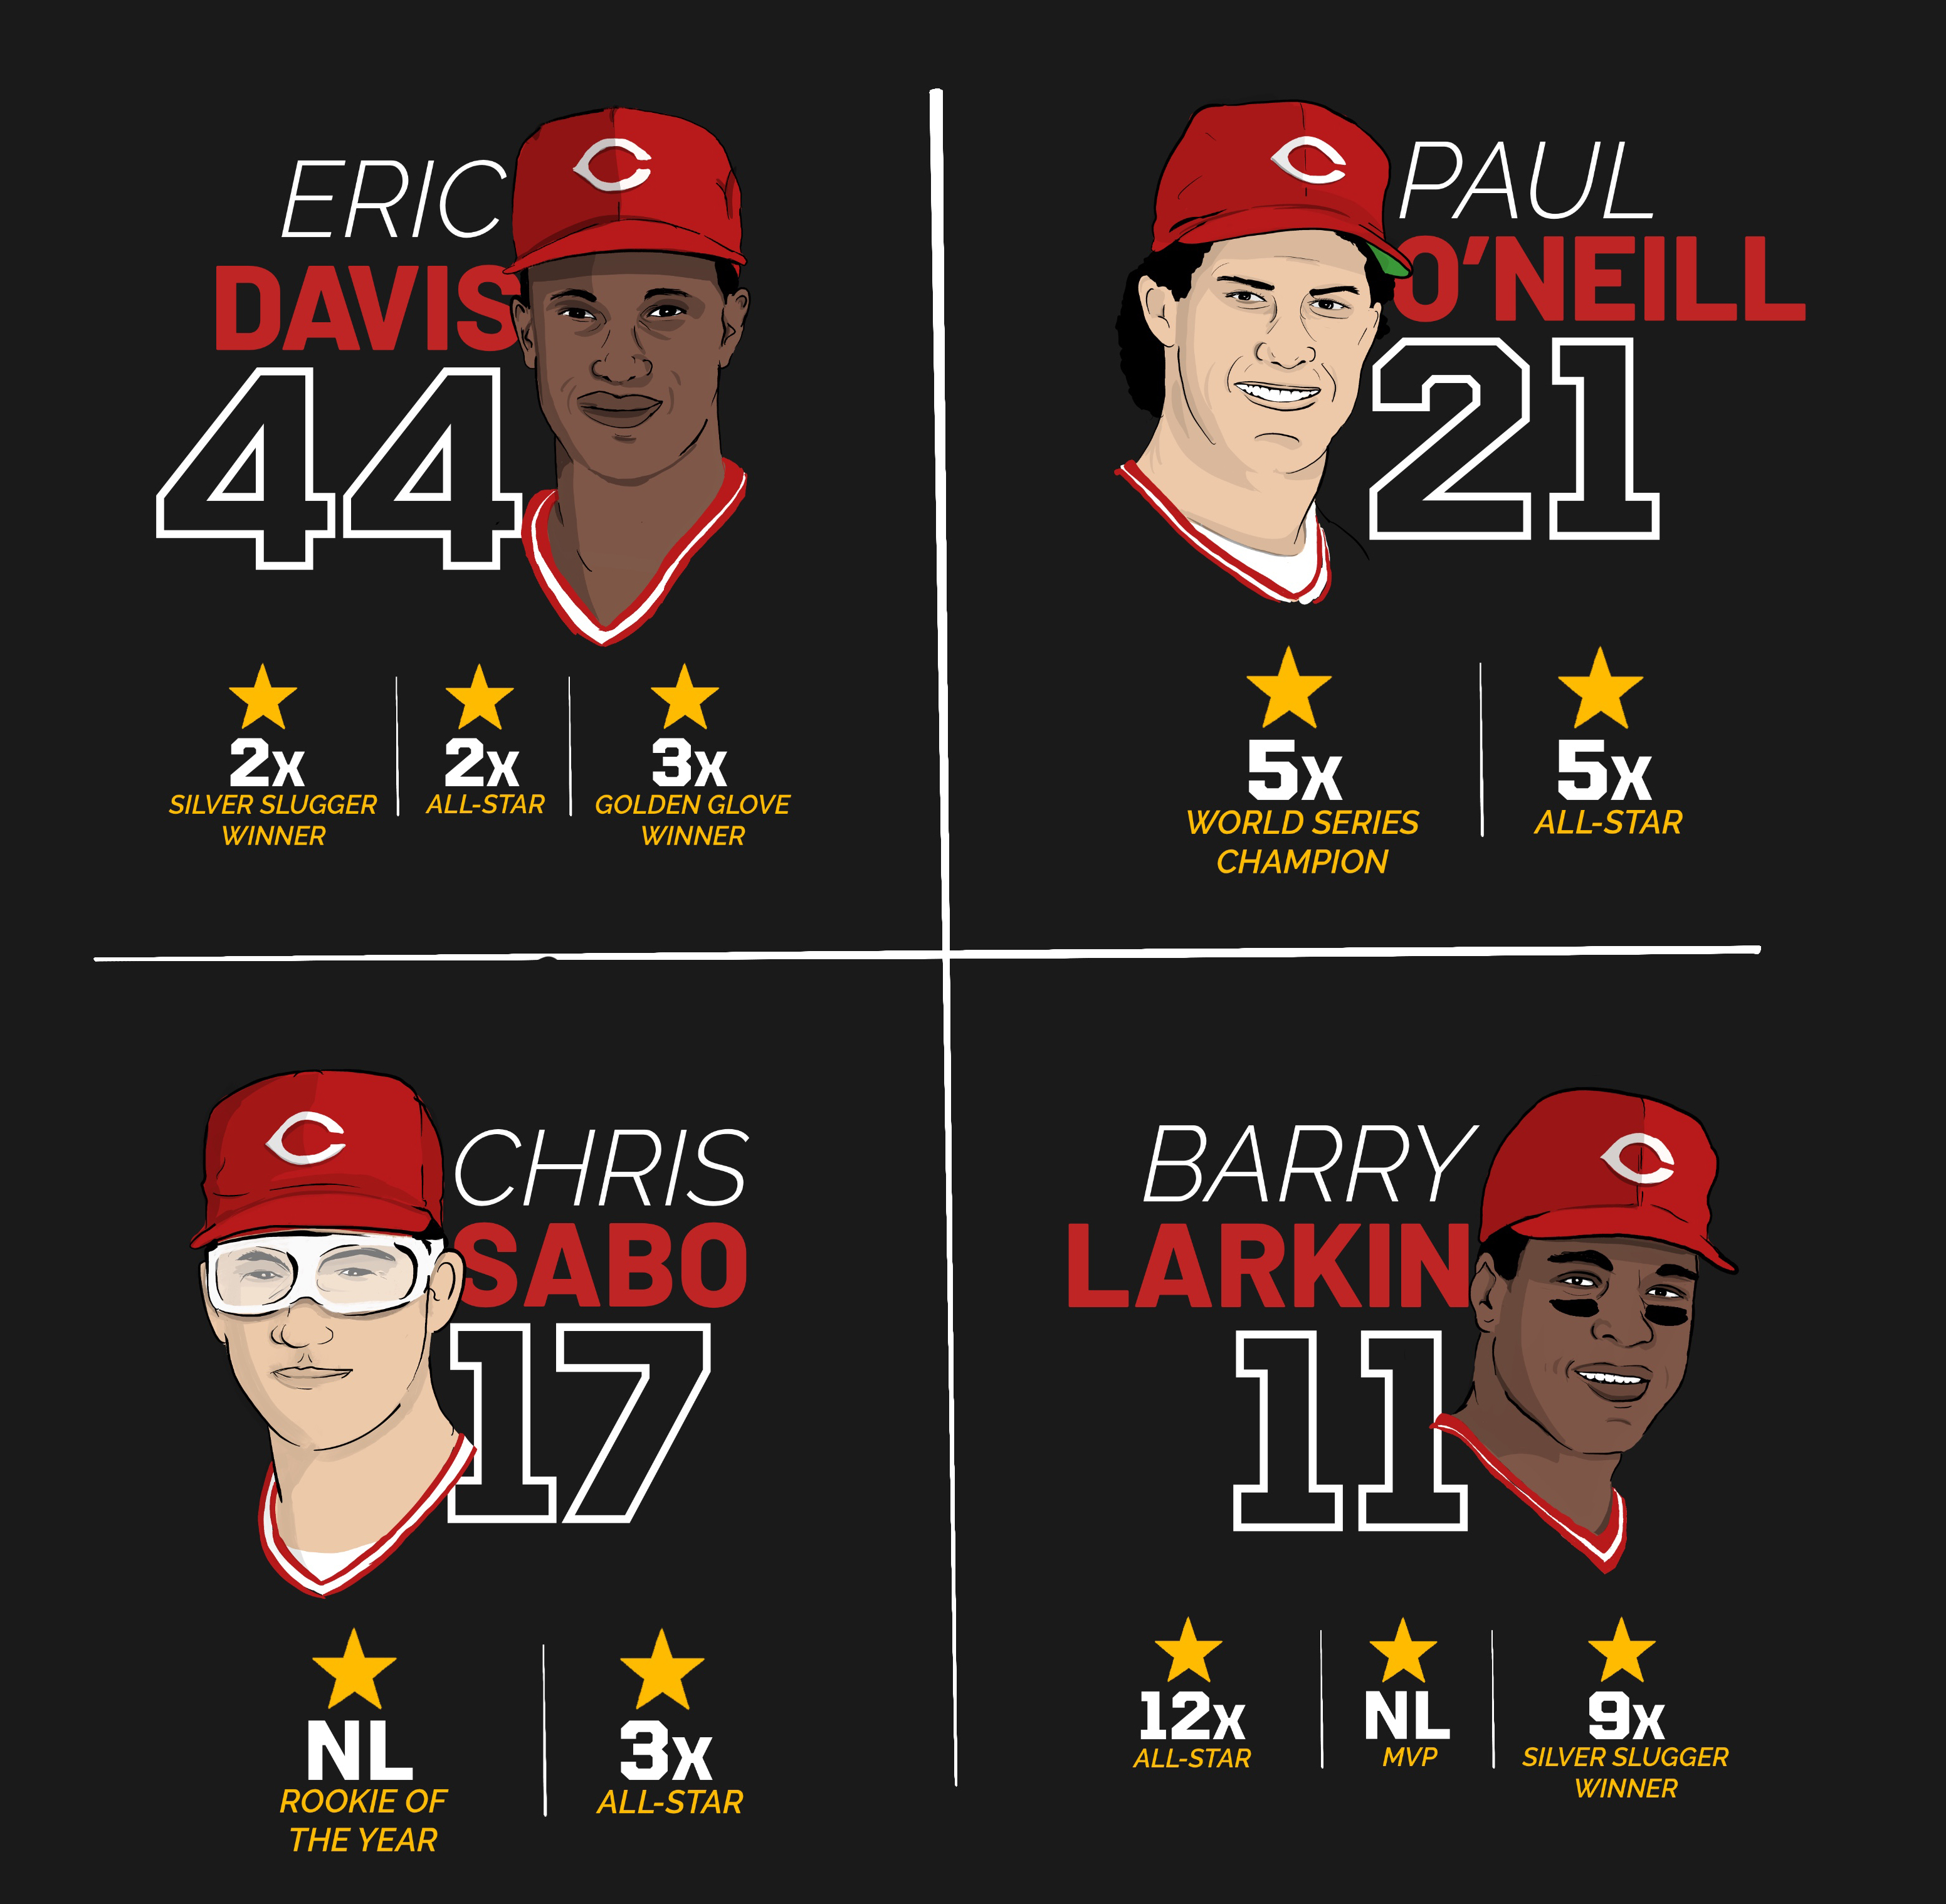 ERIC
DAVIS
44
2x
SILVER SLUGGER
WINNER
2x
ALL-STAR
3x
GOLDEN GLOVE
WINNER
PAUL
O'NEILL
21
5x
WORLD SERIES
CHAMPION
5x
ALL-STAR
CHRIS
SABO
17
NL
ROOKIE OF
THE YEAR
3x
ALL-STAR
BARRY
LARKIN
11
12x
ALL-STAR
NL
MVP
9x
SILVER SLUGGER
WINNER
C
C
C
C